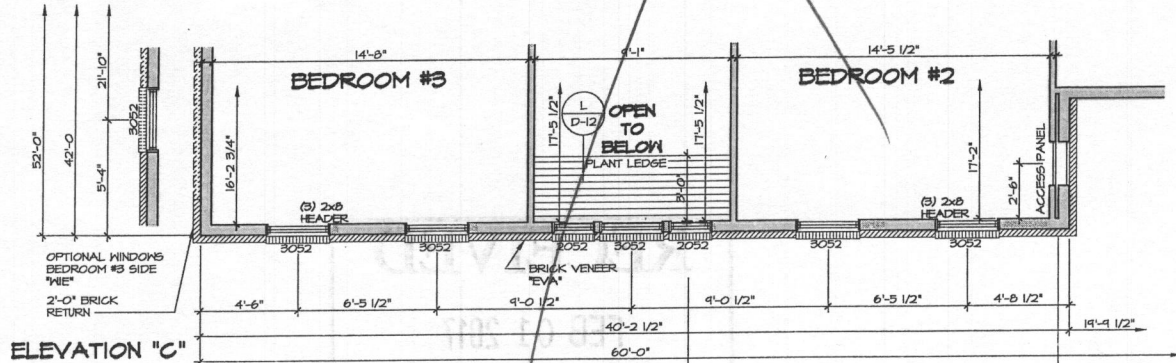 14'-8"
9'-1"
14'-5 1/2"
BEDROOM #3
BEDROOM #2
52'-0"
42'-0
21'-10"
5'-4"
3052
16'-2 3/4"
17'-5 1/2"
L
D-12
OPEN
TO
BELOW
PLANT LEDGE
3'-0"
17'-5 1/2"
17'-2"
2'-6"
ACCESS PANEL
(3) 2x8
HEADER
(3) 2x8
HEADER
3052
3052
2052
3052
2052
3052
3052
OPTIONAL WINDOWS
BEDROOM #3 SIDE
"WIE"
2'-0" BRICK
RETURN
BRICK VENEER
"EVA"
4'-6"
6'-5 1/2"
9'-0 1/2"
9'-0 1/2"
6'-5 1/2"
4'-8 1/2"
40'-2 1/2"
19'-9 1/2"
60'-0"
ELEVATION "C"
RECEIVED
FEB 01 2017